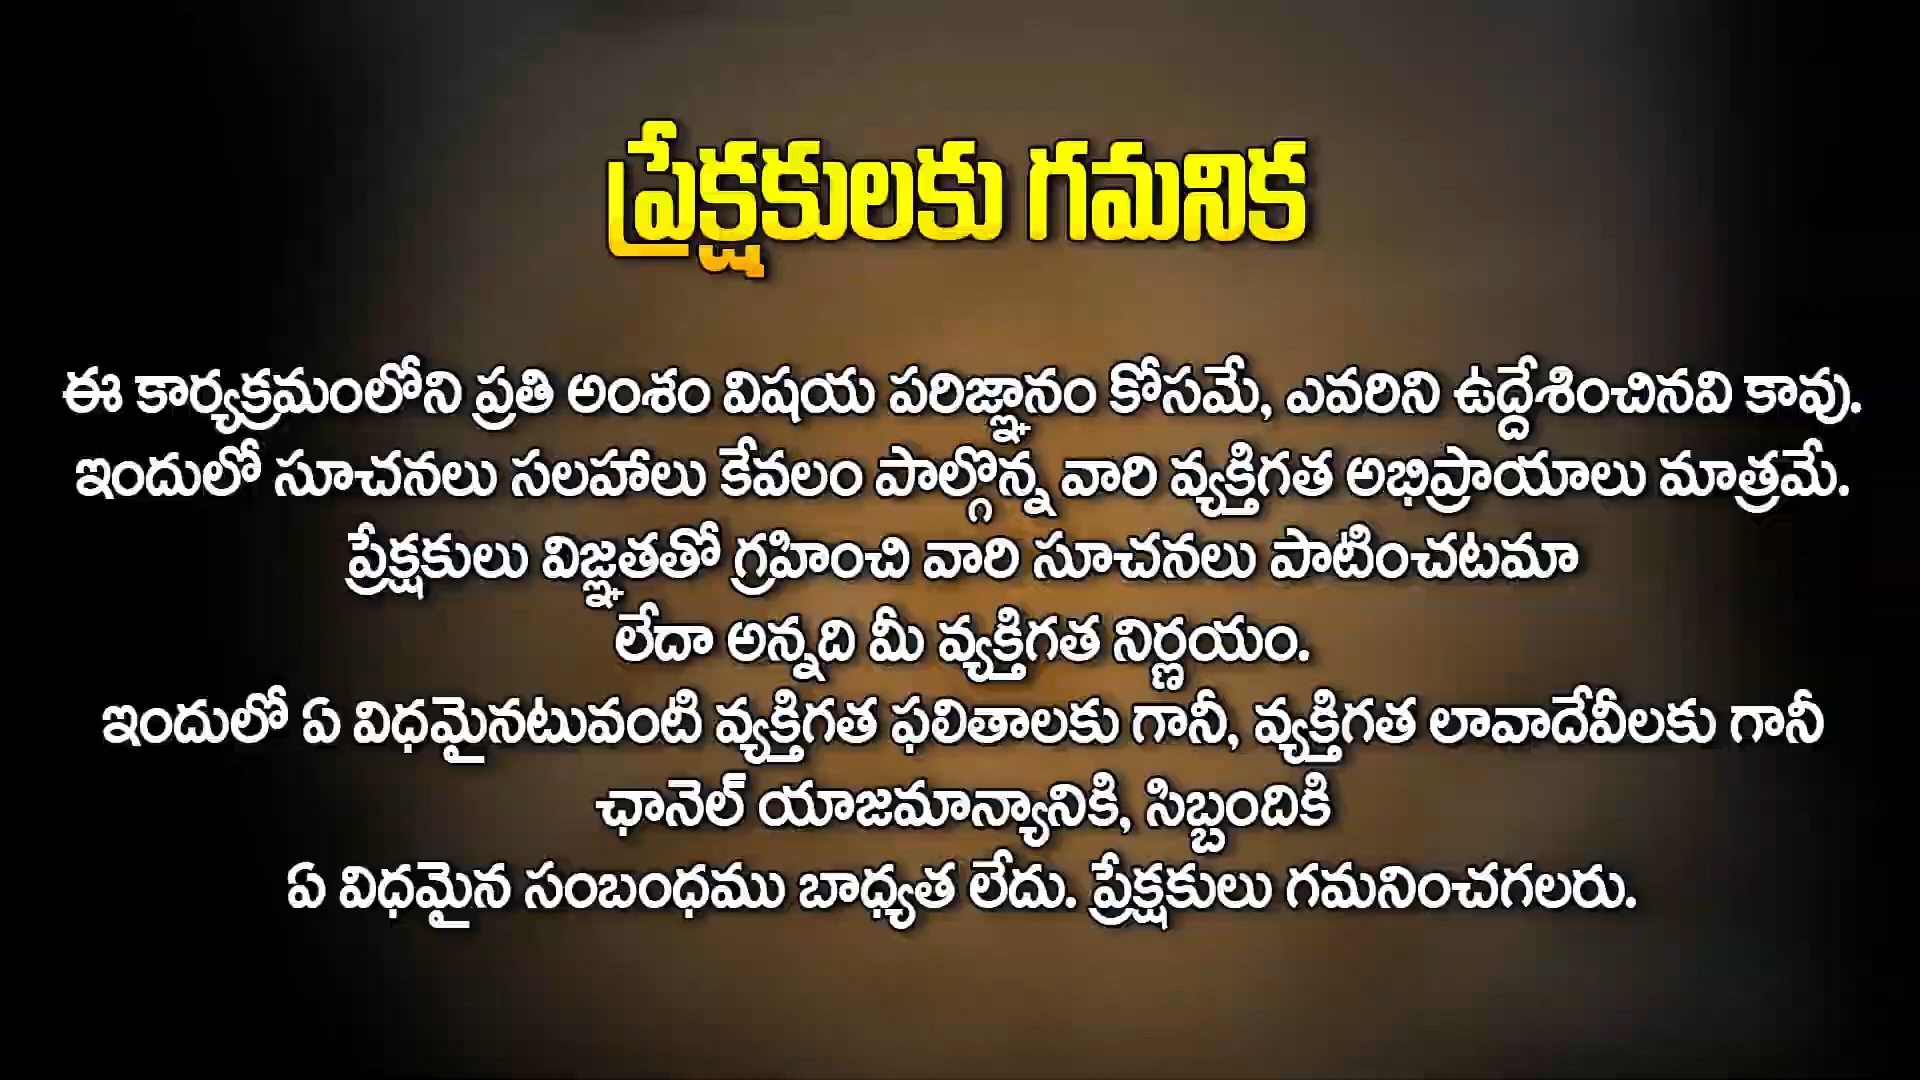 ప్రేక్షకులకు గమనిక
ఈ కార్యక్రమంలోని ప్రతి అంశం విషయ పరిజ్ఞానం కోసమే, ఎవరిని ఉద్దేశించినవి కావు.
ఇందులో సూచనలు సలహాలు కేవలం పాల్గొన్న వారి వ్యక్తిగత అభిప్రాయాలు మాత్రమే.
ప్రేక్షకులు విజ్ఞతతో గ్రహించి వారి సూచనలు పాటించటమా
లేదా అన్నది మీ వ్యక్తిగత నిర్ణయం.
ఇందులో ఏ విధమైనటువంటి వ్యక్తిగత ఫలితాలకు గానీ, వ్యక్తిగత లావాదేవీలకు గానీ
ఛానెల్ యాజమాన్యానికి, సిబ్బందికి
ఏ విధమైన సంబంధము బాధ్యత లేదు. ప్రేక్షకులు గమనించగలరు.